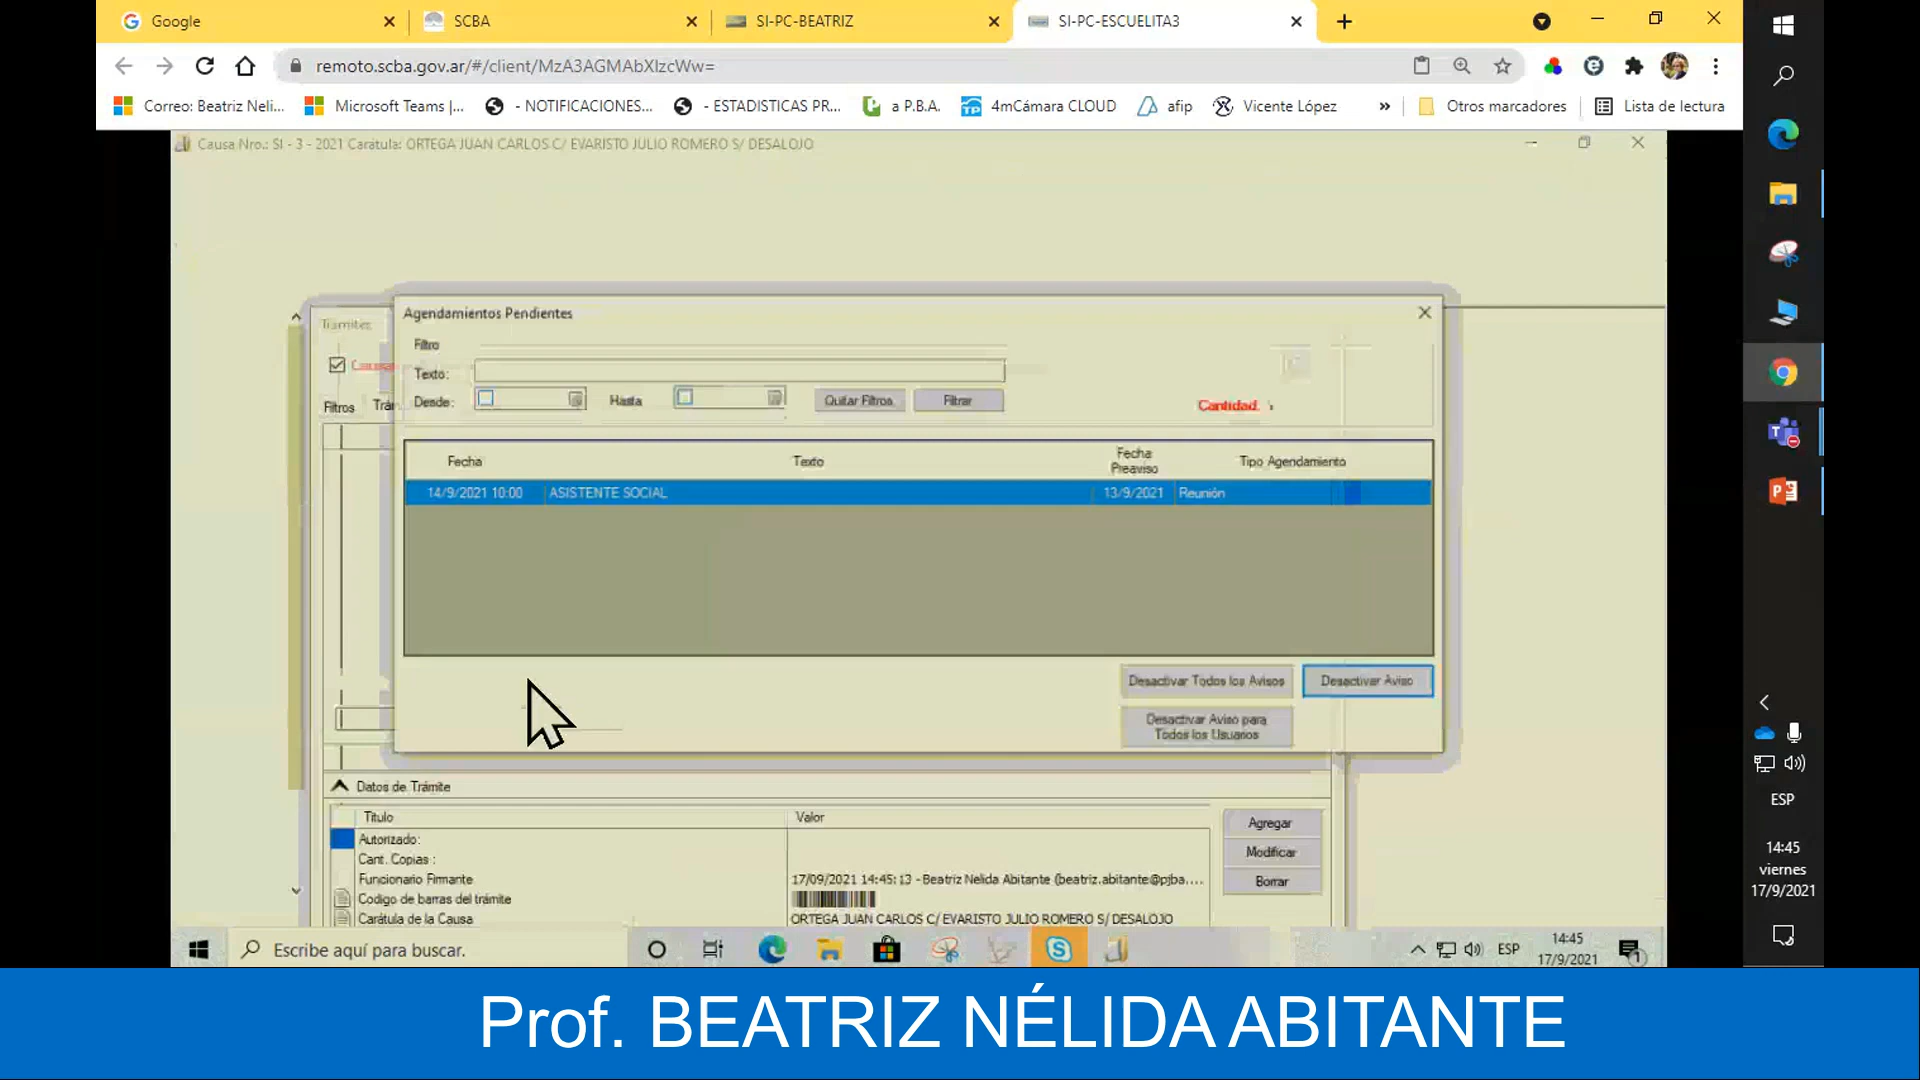 Google
SCBA
SI-PC-BEATRIZ
SI-PC-ESCUELITA3
remoto.scba.gov.ar/#/client/MzA3AGMAbXlzcWw=
Correo: Beatriz Neli...
Microsoft Teams |...
- NOTIFICACIONES...
- ESTADISTICAS PR...
a P.B.A.
4mCámara CLOUD
afip
Vicente López
»
Otros marcadores
Lista de lectura
Causa Nro.: SI - 3 - 2021 Carátula: ORTEGA JUAN CARLOS C/ EVARISTO JULIO ROMERO S/ DESALOJO
Trámites
Agendamientos Pendientes
Filtro
Texto:
Filtros
Desde:
Hasta
Quitar Filtros
Filtrar
Cantidad.
Fecha
Texto
Fecha Preaviso
Tipo Agendamiento
14/9/2021 10:00
ASISTENTE SOCIAL
13/9/2021
Reunión
Desactivar Todos los Avisos
Desactivar Aviso
Desactivar Aviso para
Todos los Usuarios
Datos de Trámite
Titulo
Valor
Agregar
Autorizado:
Cant. Copias :
Modificar
Funcionario Firmante
17/09/2021 14:45:13 - Beatriz Nelida Abitante (beatriz.abitante@pjba....
Borrar
Codigo de barras del trámite
Carátula de la Causa
ORTEGA JUAN CARLOS C/ EVARISTO JULIO ROMERO S/ DESALOJO
Escribe aquí para buscar.
ESP
14:45
17/9/2021
1
ESP
14:45
viernes
17/9/2021
Prof. BEATRIZ NÉLIDA ABITANTE